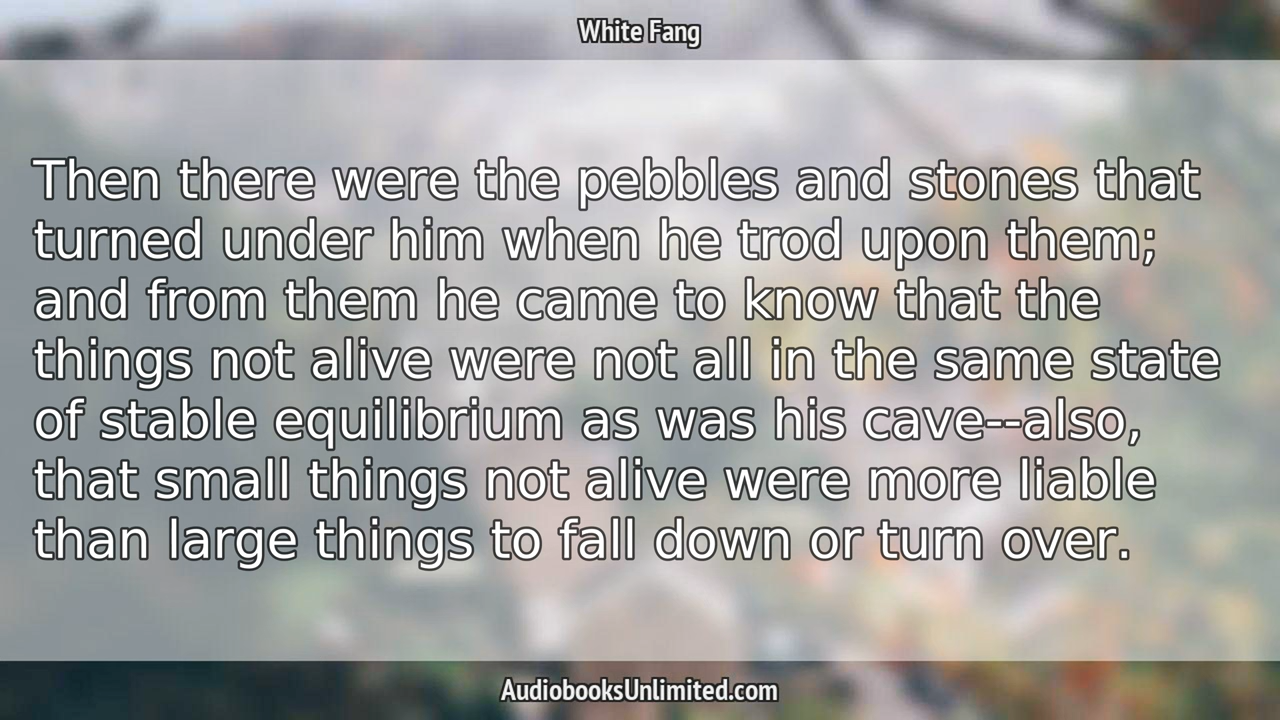 White Fang
Then there were the pebbles and stones that
turned under him when he trod upon them;
and from them he came to know that the
things not alive were not all in the same state
of stable equilibrium as was his cave--also,
that small things not alive were more liable
than large things to fall down or turn over.
AudiobooksUnlimited.com